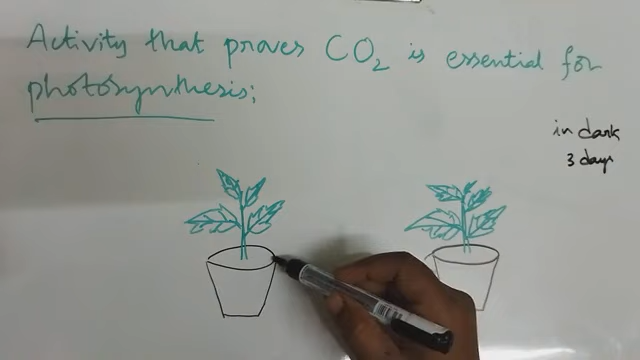 Activity that proves CO₂ is essential for
photosynthesis;
in dark
3 days